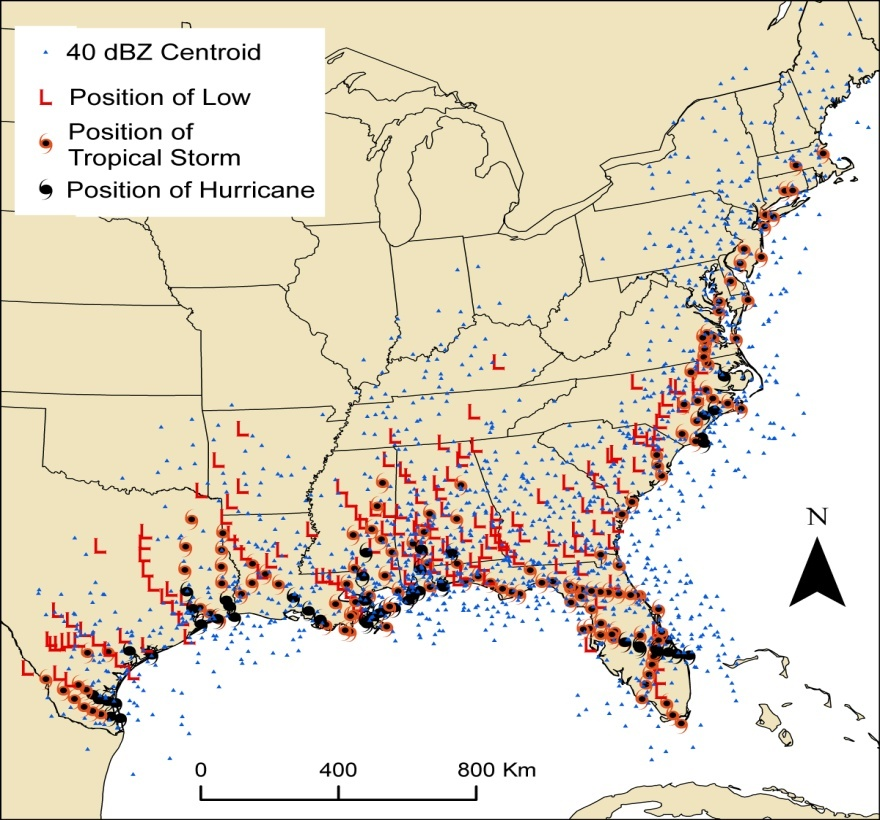 40 dBZ Centroid
L Position of Low
Position of
Tropical Storm
Position of Hurricane
N
0 400 800 Km